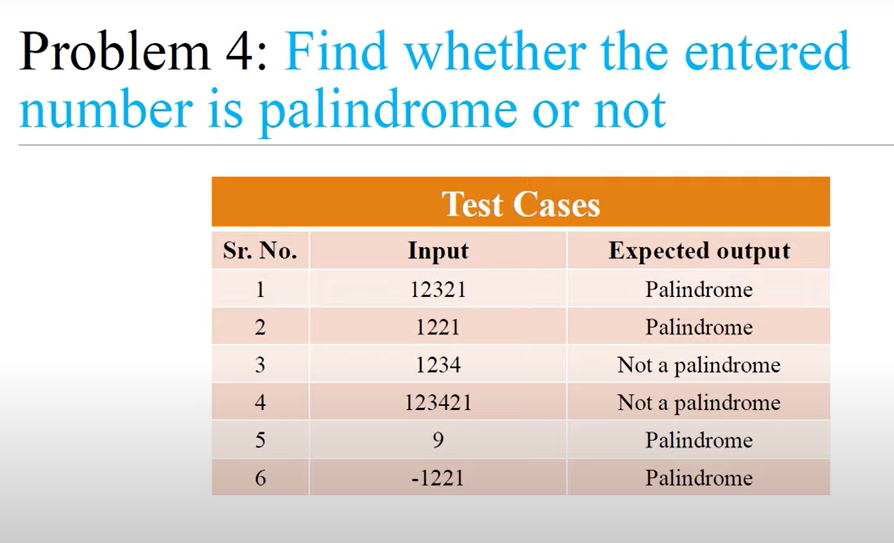 Problem 4: Find whether the entered
number is palindrome or not
Test Cases
Sr. No. Input Expected output
1 12321 Palindrome
2 1221 Palindrome
3 1234 Not a palindrome
4 123421 Not a palindrome
5 9 Palindrome
6 -1221 Palindrome